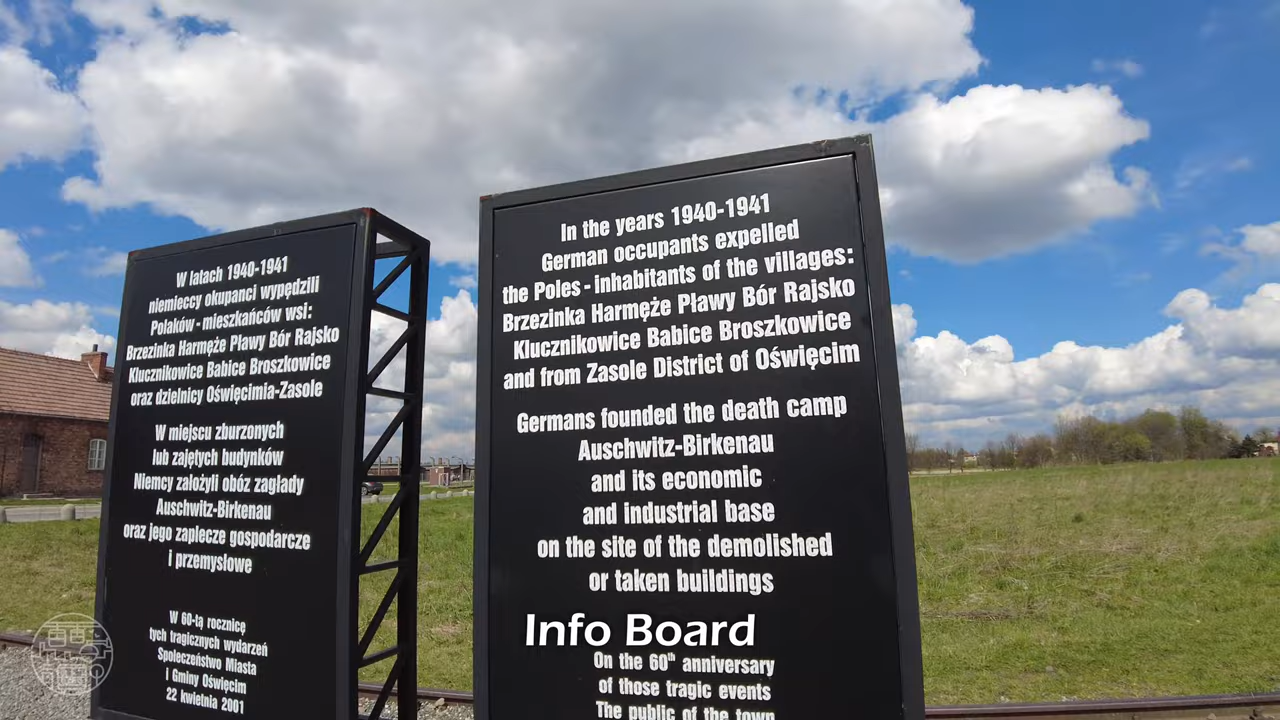 W latach 1940-1941
niemieccy okupanci wypędzili
Polaków - mieszkańców wsi:
Brzezinka Harmęże Pławy Bór Rajsko
Klucznikowice Babice Broszkowice
oraz dzielnicy Oświęcimia-Zasole
W miejscu zburzonych
lub zajętych budynków
Niemcy założyli obóz zagłady
Auschwitz-Birkenau
oraz jego zaplecze gospodarcze
i przemysłowe
W 60-tą rocznicę
tych tragicznych wydarzeń
Społeczeństwo Miasta
i Gminy Oświęcim
22 kwietnia 2001
In the years 1940-1941
German occupants expelled
the Poles - inhabitants of the villages:
Brzezinka Harmęże Pławy Bór Rajsko
Klucznikowice Babice Broszkowice
and from Zasole District of Oświęcim
Germans founded the death camp
Auschwitz-Birkenau
and its economic
and industrial base
on the site of the demolished
or taken buildings
Info Board
On the 60th anniversary
of those tragic events
The public of the town